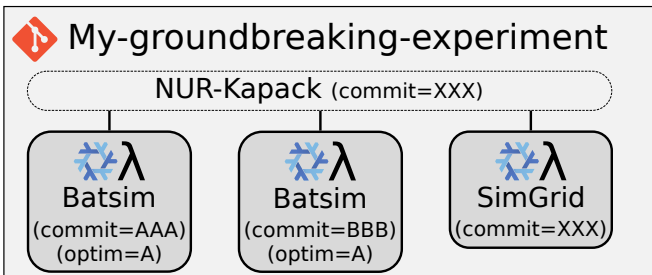 My-groundbreaking-experiment
NUR-Kapack (commit=XXX)
λ
Batsim
(commit=AAA)
(optim=A)
λ
Batsim
(commit=BBB)
(optim=A)
λ
SimGrid
(commit=XXX)